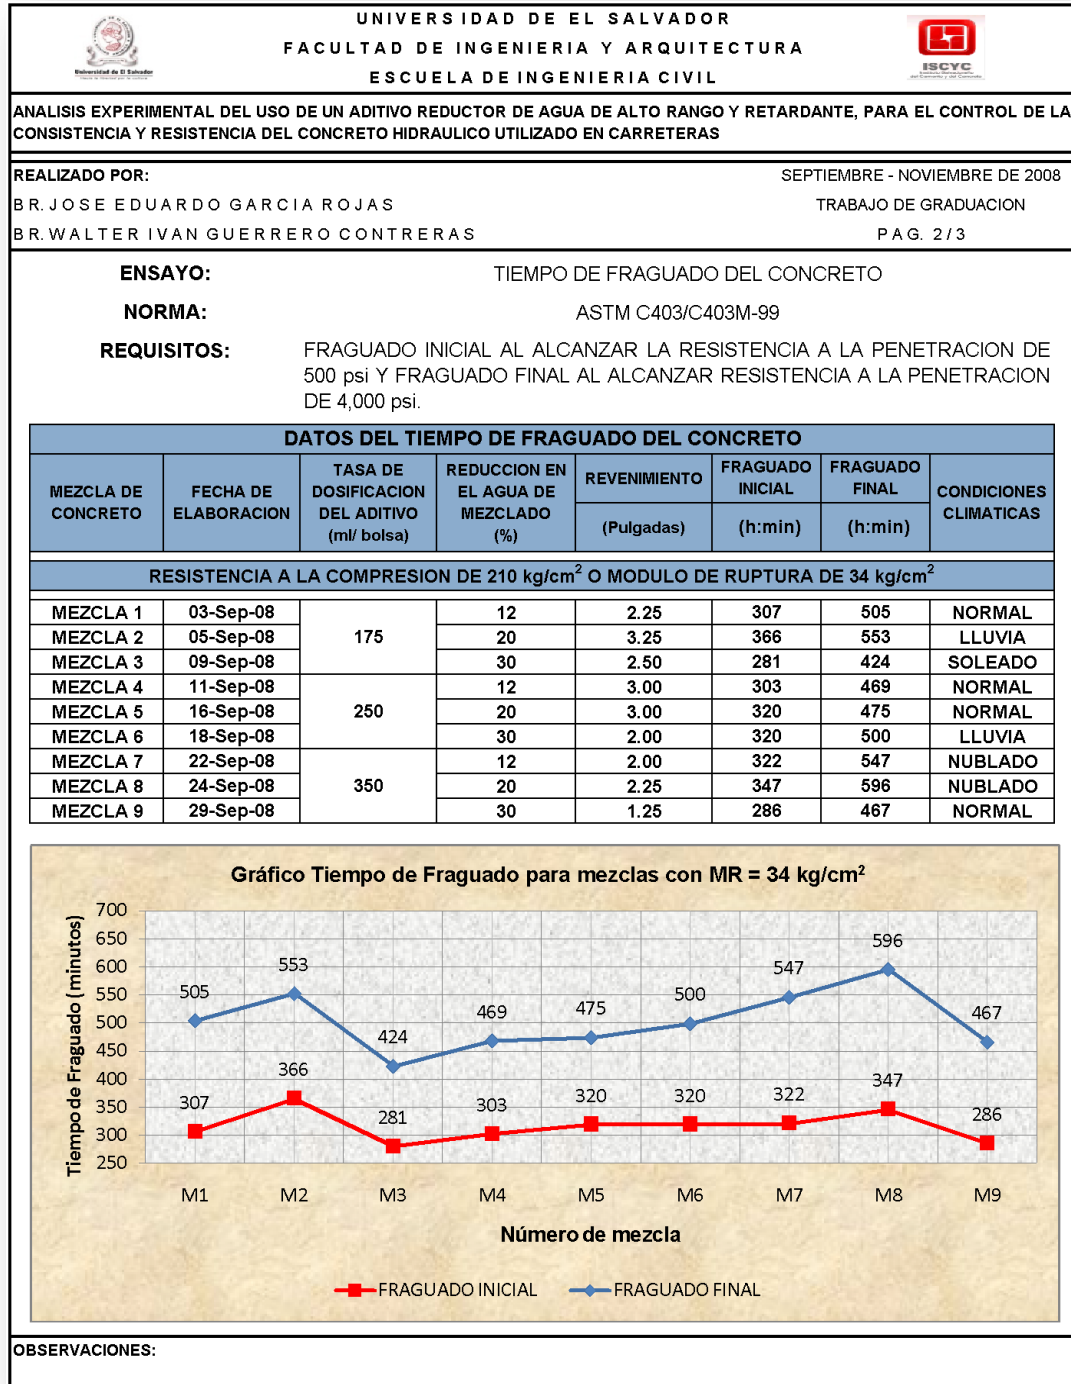 UNIVERSIDAD DE EL SALVADOR
FACULTAD DE INGENIERIA Y ARQUITECTURA
ESCUELA DE INGENIERIA CIVIL
Universidad de El Salvador
ISCYC
ANALISIS EXPERIMENTAL DEL USO DE UN ADITIVO REDUCTOR DE AGUA DE ALTO RANGO Y RETARDANTE, PARA EL CONTROL DE LA
CONSISTENCIA Y RESISTENCIA DEL CONCRETO HIDRAULICO UTILIZADO EN CARRETERAS
REALIZADO POR: SEPTIEMBRE - NOVIEMBRE DE 2008
BR. JOSE EDUARDO GARCIA ROJAS TRABAJO DE GRADUACION
BR. WALTER IVAN GUERRERO CONTRERAS PAG. 2 / 3
ENSAYO: TIEMPO DE FRAGUADO DEL CONCRETO
NORMA: ASTM C403/C403M-99
REQUISITOS: FRAGUADO INICIAL AL ALCANZAR LA RESISTENCIA A LA PENETRACION DE
500 psi Y FRAGUADO FINAL AL ALCANZAR RESISTENCIA A LA PENETRACION
DE 4,000 psi.
DATOS DEL TIEMPO DE FRAGUADO DEL CONCRETO
MEZCLA DE CONCRETO FECHA DE ELABORACION TASA DE DOSIFICACION DEL ADITIVO (ml/ bolsa) REDUCCION EN EL AGUA DE MEZCLADO (%) REVENIMIENTO (Pulgadas) FRAGUADO INICIAL (h:min) FRAGUADO FINAL (h:min) CONDICIONES CLIMATICAS
RESISTENCIA A LA COMPRESION DE 210 kg/cm² O MODULO DE RUPTURA DE 34 kg/cm²
MEZCLA 1 03-Sep-08 12 2.25 307 505 NORMAL
MEZCLA 2 05-Sep-08 175 20 3.25 366 553 LLUVIA
MEZCLA 3 09-Sep-08 30 2.50 281 424 SOLEADO
MEZCLA 4 11-Sep-08 12 3.00 303 469 NORMAL
MEZCLA 5 16-Sep-08 250 20 3.00 320 475 NORMAL
MEZCLA 6 18-Sep-08 30 2.00 320 500 LLUVIA
MEZCLA 7 22-Sep-08 12 2.00 322 547 NUBLADO
MEZCLA 8 24-Sep-08 350 20 2.25 347 596 NUBLADO
MEZCLA 9 29-Sep-08 30 1.25 286 467 NORMAL
Gráfico Tiempo de Fraguado para mezclas con MR = 34 kg/cm²
Tiempo de Fraguado (minutos)
700
650
600
550
500
450
400
350
300
250
505 553 424 469 475 500 547 596 467
307 366 281 303 320 320 322 347 286
M1 M2 M3 M4 M5 M6 M7 M8 M9
Número de mezcla
FRAGUADO INICIAL FRAGUADO FINAL
OBSERVACIONES: